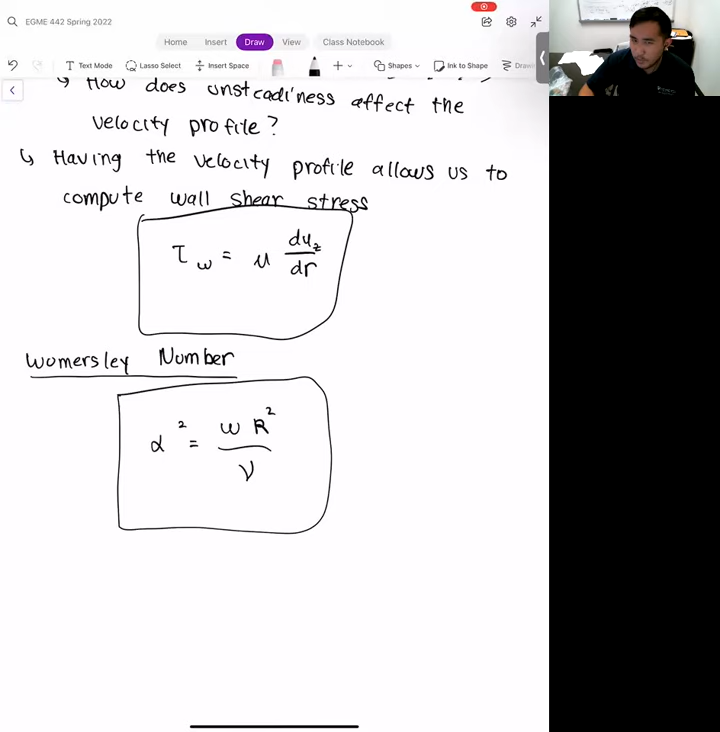 EGME 442 Spring 2022
Home Insert Draw View Class Notebook
Text Mode Lasso Select Insert Space Shapes Ink to Shape
↳ How does unsteadiness affect the
velocity profile?
↳ Having the velocity profile allows us to
compute wall shear stress
τw = μ duz/dr
Womersley Number
α² = ωR²/ν